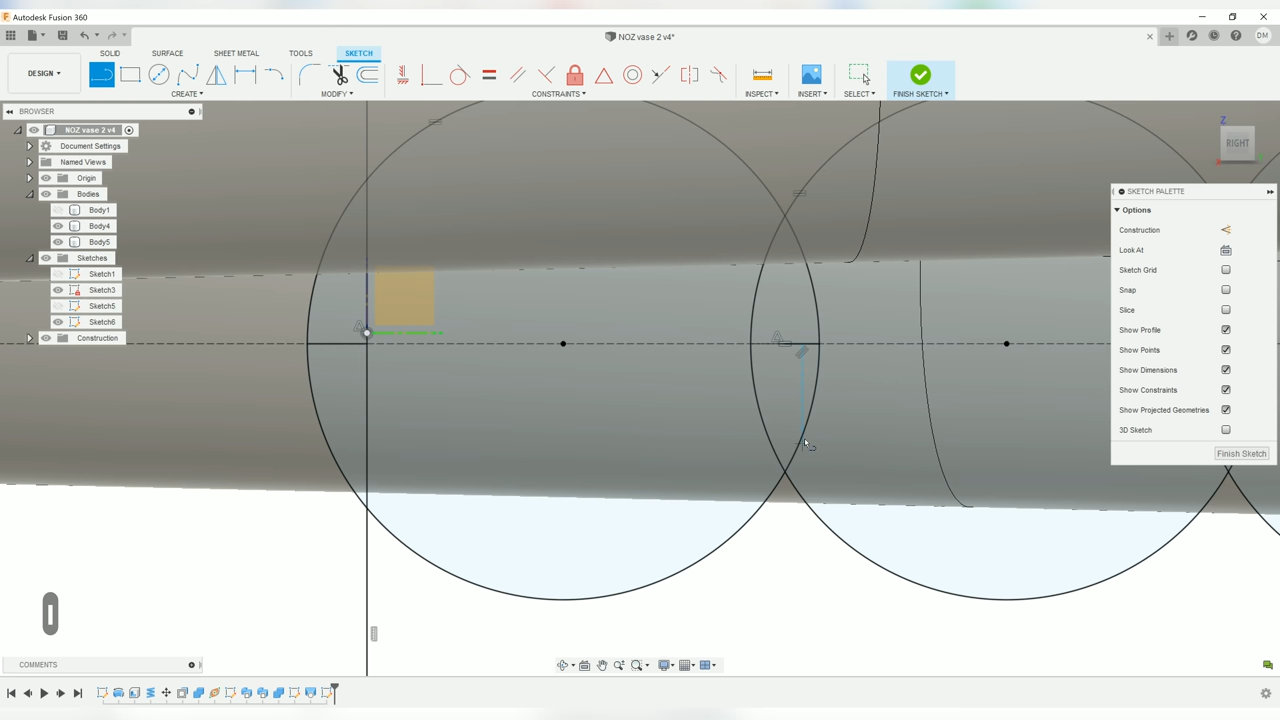 Autodesk Fusion 360
NOZ vase 2 v4*
DM
SOLID SURFACE SHEET METAL TOOLS SKETCH
DESIGN
CREATE MODIFY CONSTRAINTS INSPECT INSERT SELECT FINISH SKETCH
BROWSER
NOZ vase 2 v4
Document Settings
Named Views
Origin
Bodies
Body1
Body4
Body5
Sketches
Sketch1
Sketch3
Sketch5
Sketch6
Construction
Z
RIGHT
SKETCH PALETTE
Options
Construction
Look At
Sketch Grid
Snap
Slice
Show Profile
Show Points
Show Dimensions
Show Constraints
Show Projected Geometries
3D Sketch
Finish Sketch
COMMENTS